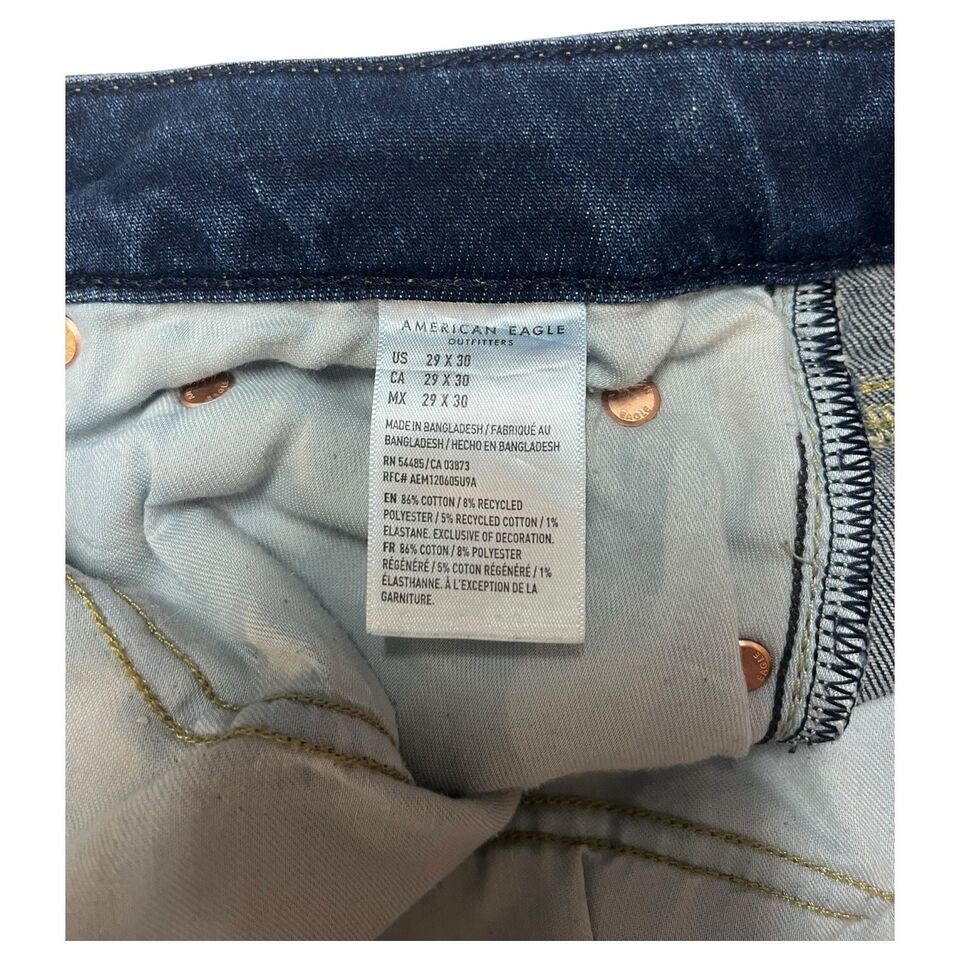 AMERICAN EAGLE
OUTFITTERS
US 29 X 30
CA 29 X 30
MX 29 X 30
MADE IN BANGLADESH / FABRIQUÉ AU
BANGLADESH / HECHO EN BANGLADESH
RN 54485 / CA 03873
RFC# AEM120605U9A
EN 86% COTTON / 8% RECYCLED
POLYESTER / 5% RECYCLED COTTON / 1%
ELASTANE. EXCLUSIVE OF DECORATION.
FR 86% COTON / 8% POLYESTER
RÉGÉNÉRÉ / 5% COTON RÉGÉNÉRÉ / 1%
ÉLASTHANNE. À L'EXCEPTION DE LA
GARNITURE.
EAGLE
EAGLE